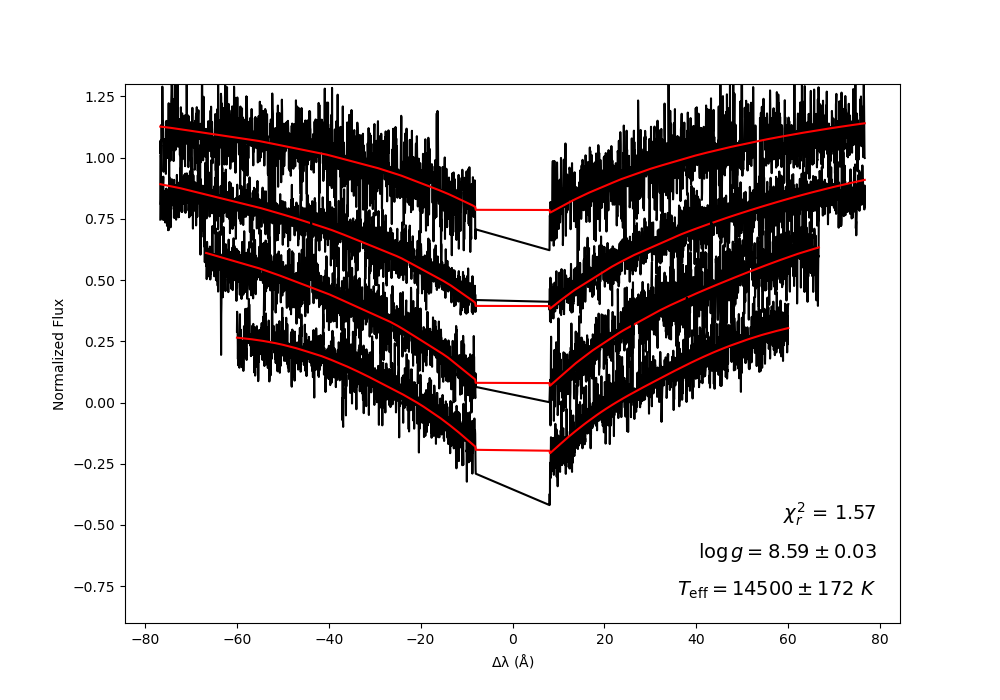 1.25
1.00
0.75
0.50
0.25
0.00
−0.25
−0.50
−0.75
Normalized Flux
χ²ᵣ = 1.57
log g = 8.59 ± 0.03
T_eff = 14500 ± 172 K
−80 −60 −40 −20 0 20 40 60 80
Δλ (Å)